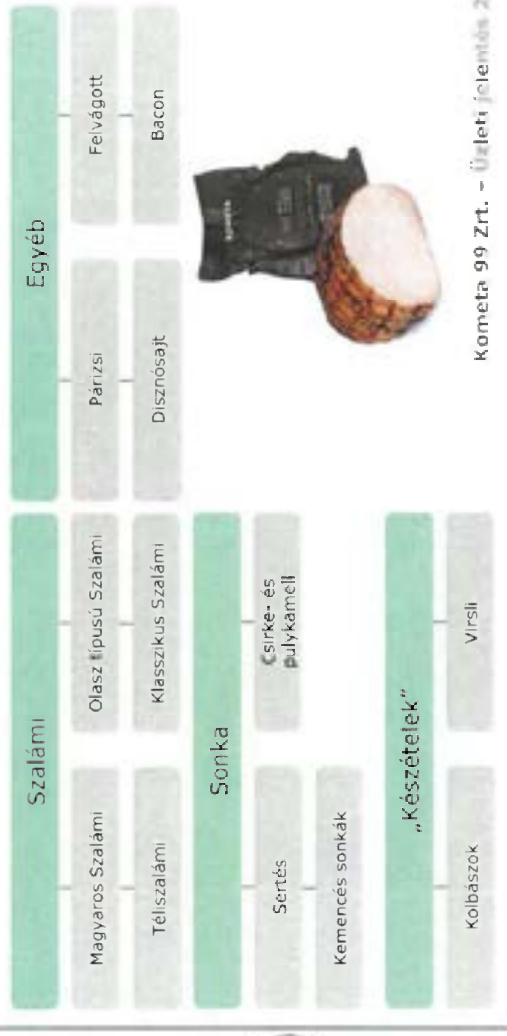 Szalámi
Magyaros Szalámi
Olasz típusú Szalámi
Téliszalámi
Klasszikus Szalámi
Sonka
Sertés
Csirke- és
pulykamell
Kemencés sonkák
„Készételek”
Kolbászok
Virsli
Egyéb
Párizsi
Felvágott
Disznósajt
Bacon
Kometa 99 Zrt. – Üzleti jelentés 2